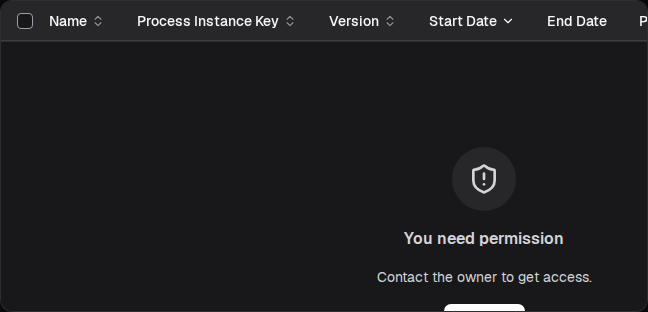 Name Process Instance Key Version Start Date End Date
You need permission
Contact the owner to get access.